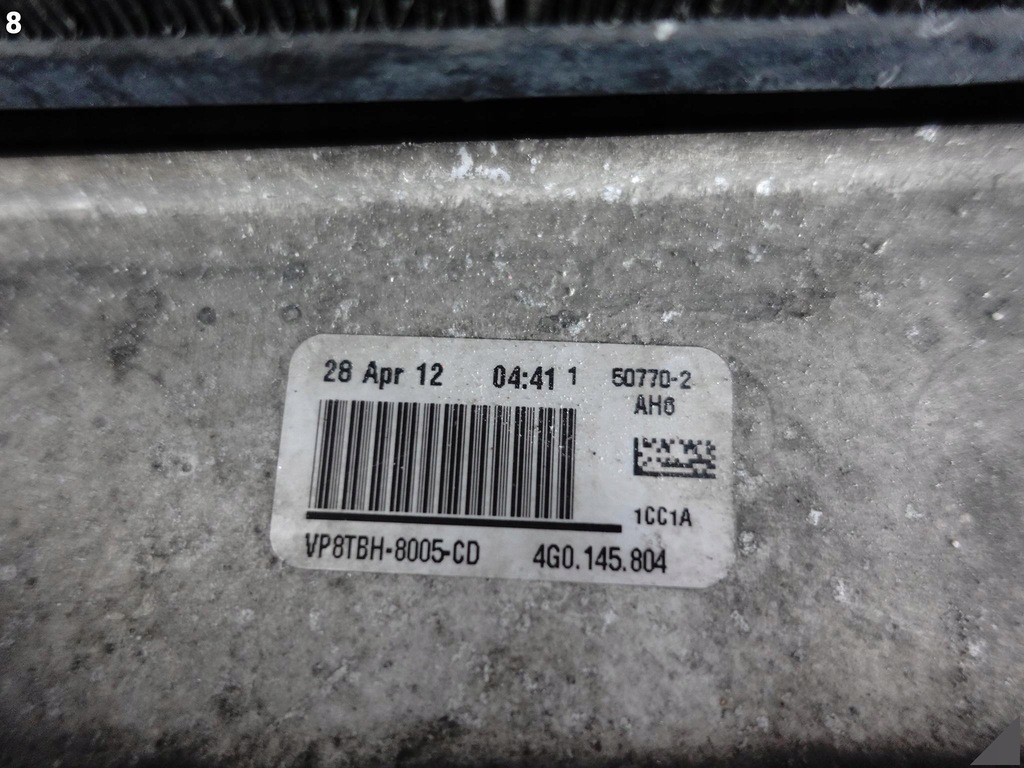 8
28 Apr 12 04:41 1 50770-2
AH6
1CC1A
VP8TBH-8005-CD 4G0.145.804